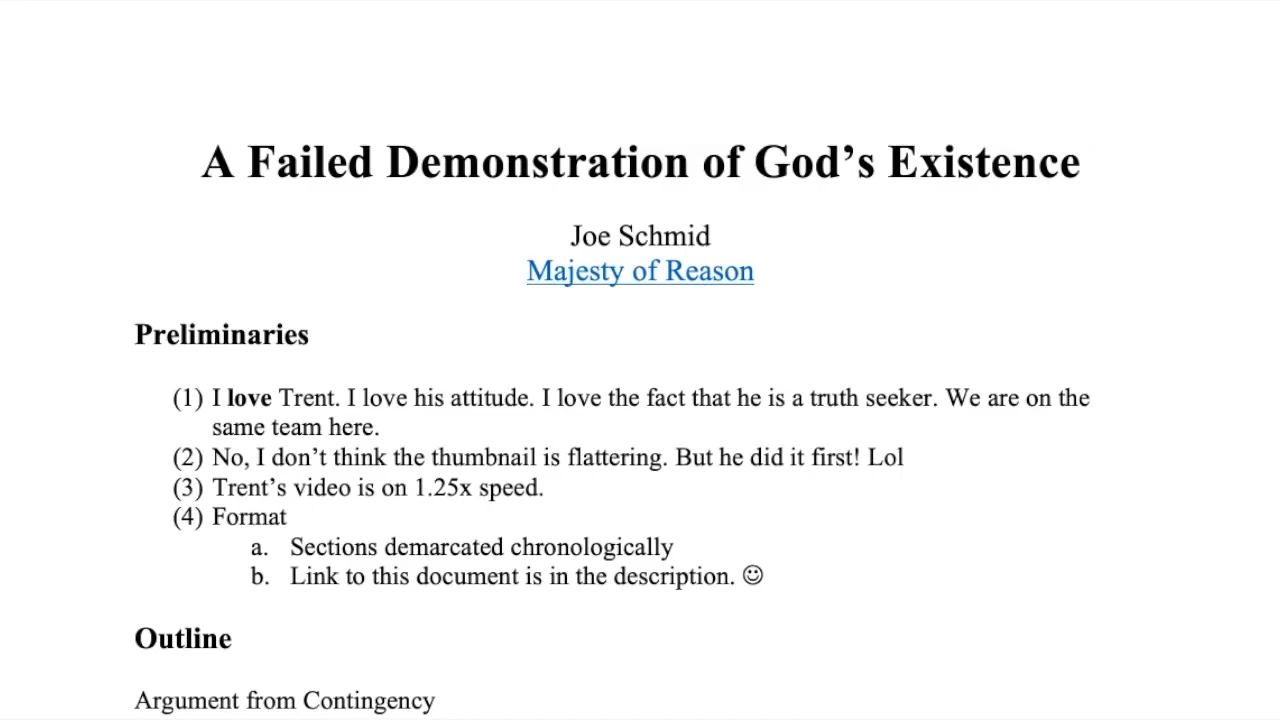 A Failed Demonstration of God’s Existence
Joe Schmid
Majesty of Reason
Preliminaries
(1) I love Trent. I love his attitude. I love the fact that he is a truth seeker. We are on the
same team here.
(2) No, I don’t think the thumbnail is flattering. But he did it first! Lol
(3) Trent’s video is on 1.25x speed.
(4) Format
a. Sections demarcated chronologically
b. Link to this document is in the description. ☺
Outline
Argument from Contingency